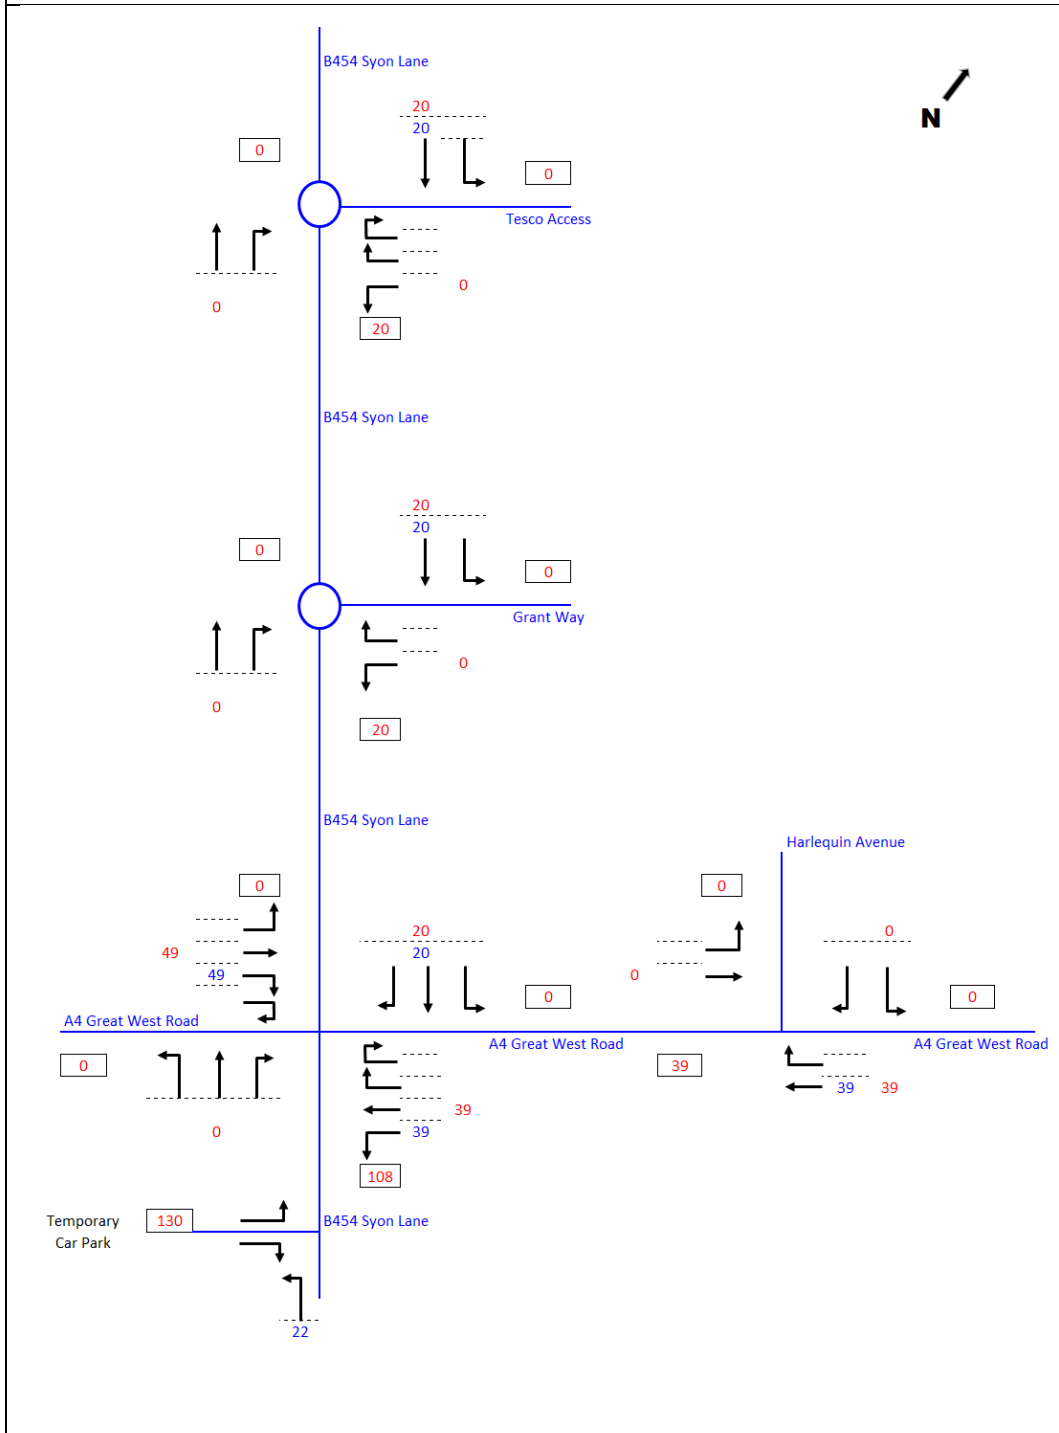 B454 Syon Lane
20
20
N
0
0
Tesco Access
0
0
20
B454 Syon Lane
20
20
0
0
Grant Way
0
0
20
B454 Syon Lane
Harlequin Avenue
0
0
20
0
49
20
49
0
0
0
A4 Great West Road
A4 Great West Road
A4 Great West Road
0
39
39
39
39
0
39
108
Temporary
Car Park
130
B454 Syon Lane
22